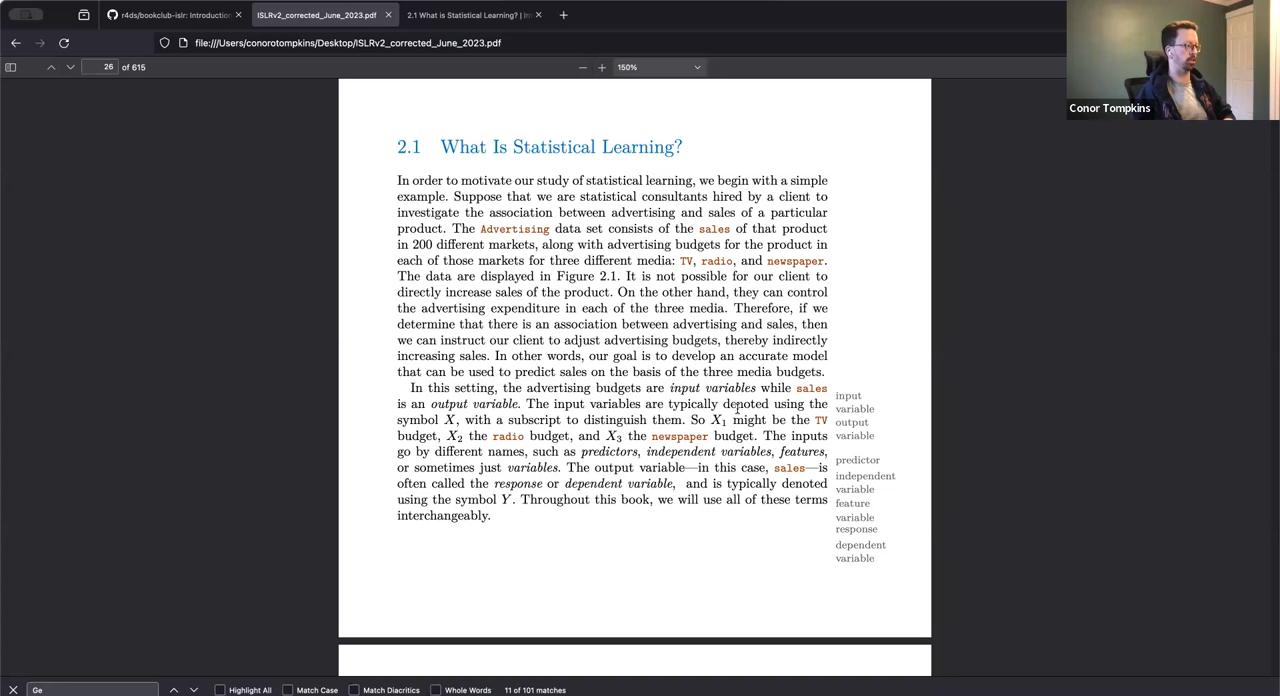 r4ds/bookclub-islr: Introduction
ISLRv2_corrected_June_2023.pdf
2.1 What is Statistical Learning? | In
file:///Users/conorotompkins/Desktop/ISLRv2_corrected_June_2023.pdf
26 of 615
150%
Conor Tompkins
2.1 What Is Statistical Learning?
In order to motivate our study of statistical learning, we begin with a simple
example. Suppose that we are statistical consultants hired by a client to
investigate the association between advertising and sales of a particular
product. The Advertising data set consists of the sales of that product
in 200 different markets, along with advertising budgets for the product in
each of those markets for three different media: TV, radio, and newspaper.
The data are displayed in Figure 2.1. It is not possible for our client to
directly increase sales of the product. On the other hand, they can control
the advertising expenditure in each of the three media. Therefore, if we
determine that there is an association between advertising and sales, then
we can instruct our client to adjust advertising budgets, thereby indirectly
increasing sales. In other words, our goal is to develop an accurate model
that can be used to predict sales on the basis of the three media budgets.
In this setting, the advertising budgets are input variables while sales
is an output variable. The input variables are typically denoted using the
symbol X, with a subscript to distinguish them. So X1 might be the TV
budget, X2 the radio budget, and X3 the newspaper budget. The inputs
go by different names, such as predictors, independent variables, features,
or sometimes just variables. The output variable—in this case, sales—is
often called the response or dependent variable, and is typically denoted
using the symbol Y. Throughout this book, we will use all of these terms
interchangeably.
input
variable
output
variable
predictor
independent
variable
feature
variable
response
dependent
variable
Ge
Highlight All
Match Case
Match Diacritics
Whole Words
11 of 101 matches